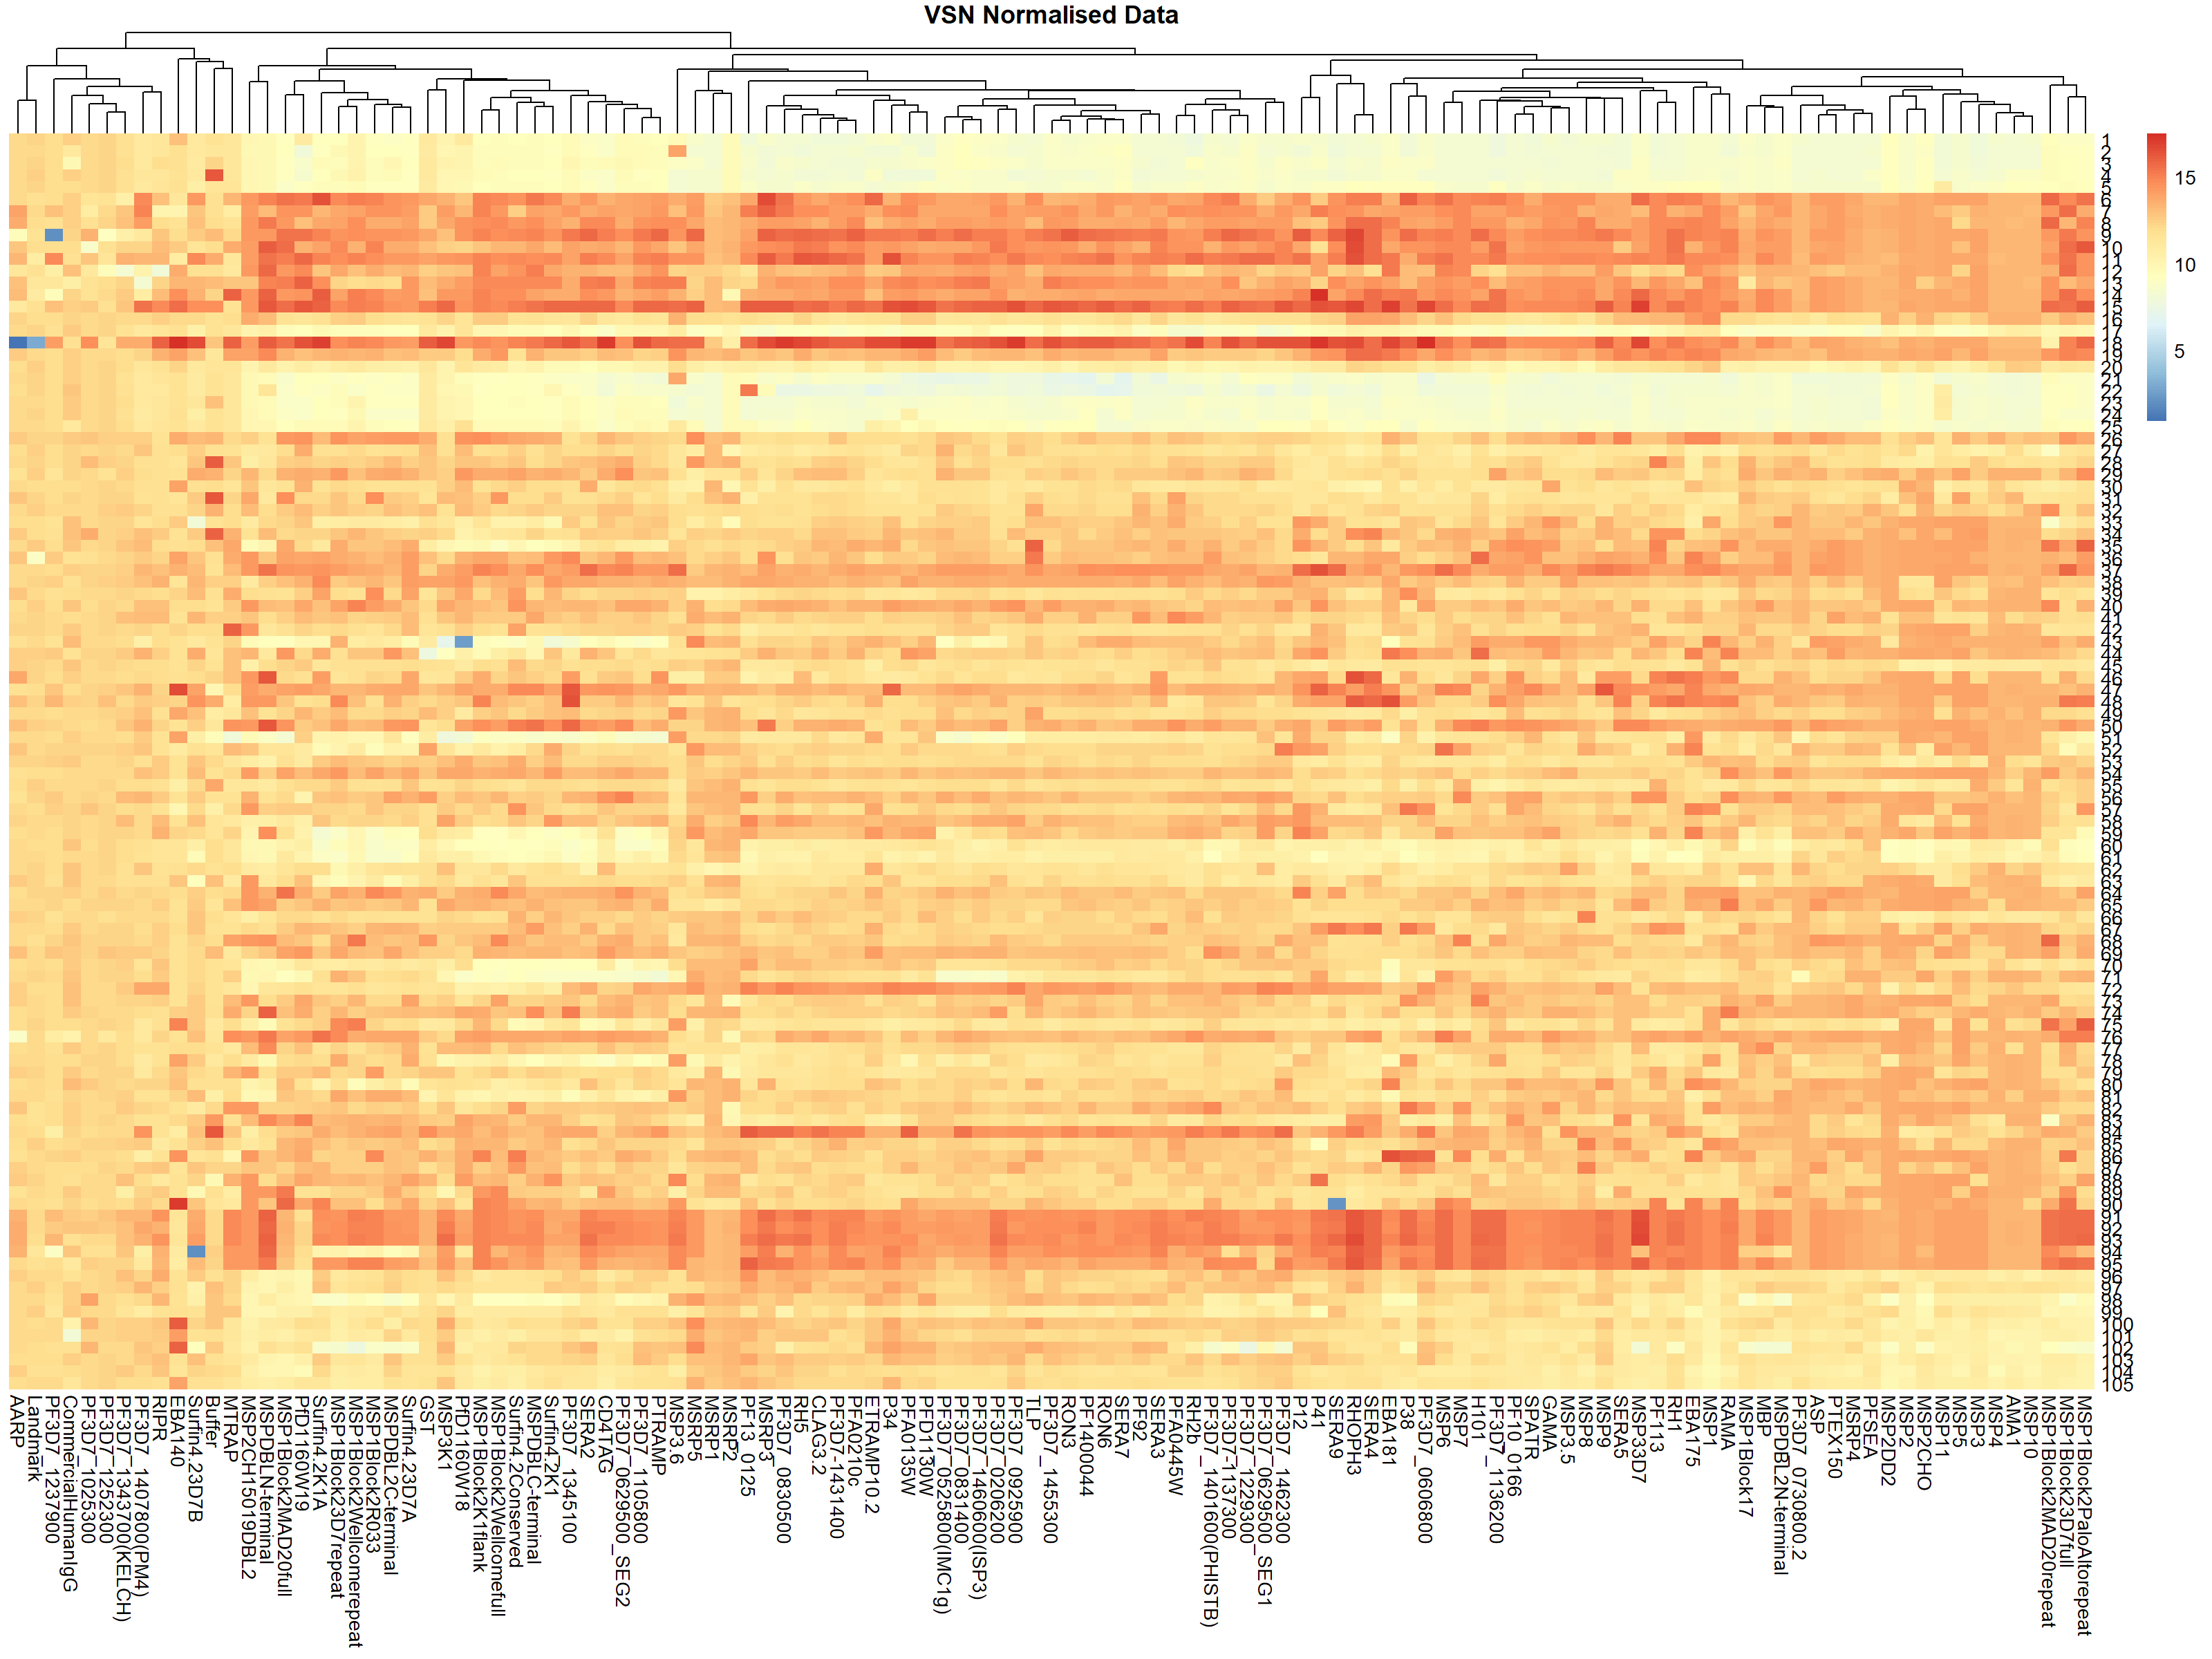 VSN Normalised Data
1
2
3
4
5
6
7
8
9
10
11
12
13
14
15
16
17
18
19
20
21
22
23
24
25
26
27
28
29
30
31
32
33
34
35
36
37
38
39
40
41
42
43
44
45
46
47
48
49
50
51
52
53
54
55
56
57
58
59
60
61
62
63
64
65
66
67
68
69
70
71
72
73
74
75
76
77
78
79
80
81
82
83
84
85
86
87
88
89
90
91
92
93
94
95
96
97
98
99
100
101
102
103
104
105
15
10
5
AARP
Landmark
PF3D7_1237900
CommercialHumanIgG
PF3D7_1025300
PF3D7_1252300
PF3D7_1343700(KELCH)
PF3D7_1407800(PM4)
RIPR
EBA140
Surfin4.23D7B
Buffer
MTRAP
MSP2CH15019DBL2
MSPDBLN-terminal
MSP1Block2MAD20full
PfD1160W19
Surfin4.2K1A
MSP1Block23D7repeat
MSP1Block2Wellcomerepeat
MSP1Block2R033
MSPDBL2C-terminal
Surfin4.23D7A
GST
MSP3K1
PfD1160W18
MSP1Block2K1flank
MSP1Block2Wellcomefull
Surfin4.2Conserved
MSPDBLC-terminal
Surfin4.2K1
PF3D7_1345100
SERA2
CD4TAG
PF3D7_0629500_SEG2
PF3D7_1105800
PTRAMP
MSP3.6
MSRP5
MSRP1
MSRP2
PF13_0125
MSRP3
PF3D7_0830500
RH5
CLAG3.2
PF3D7-1431400
PFA0210c
ETRAMP10.2
P34
PFA0135W
PFD1130W
PF3D7_0525800(IMC1g)
PF3D7_0831400
PF3D7_1460600(ISP3)
PF3D7_0206200
PF3D7_0925900
TLP
PF3D7_1455300
RON3
PF1400044
RON6
SERA7
PF92
SERA3
PFA0445W
RH2b
PF3D7_1401600(PHISTB)
PF3D7-1137300
PF3D7_1229300
PF3D7_0629500_SEG1
PF3D7_1462300
P12
P41
SERA9
RHOPH3
SERA4
EBA181
P38
PF3D7_0606800
MSP6
MSP7
H101
PF3D7_1136200
PF10_0166
SPATR
GAMA
MSP3.5
MSP8
MSP9
SERA5
MSP33D7
PF113
RH1
EBA175
MSP1
RAMA
MSP1Block17
MBP
MSPDBL2N-terminal
PF3D7_0730800.2
ASP
PTEX150
MSRP4
PFSEA
MSP2DD2
MSP2
MSP2CHO
MSP11
MSP5
MSP3
MSP4
AMA1
MSP10
MSP1Block2MAD20repeat
MSP1Block23D7full
MSP1Block2PaloAltorepeat